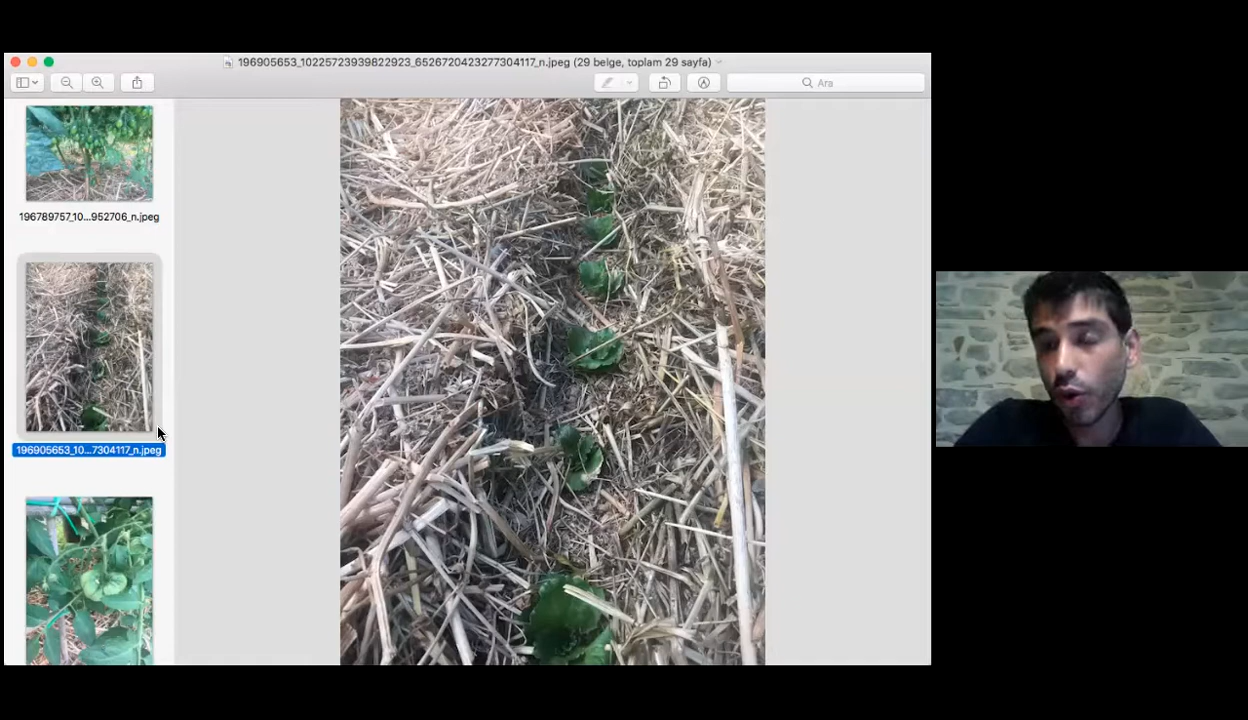 196905653_10225723939822923_6526720423277304117_n.jpeg (29 belge, toplam 29 sayfa)
Ara
196789757_10...952706_n.jpeg
196905653_10...7304117_n.jpeg